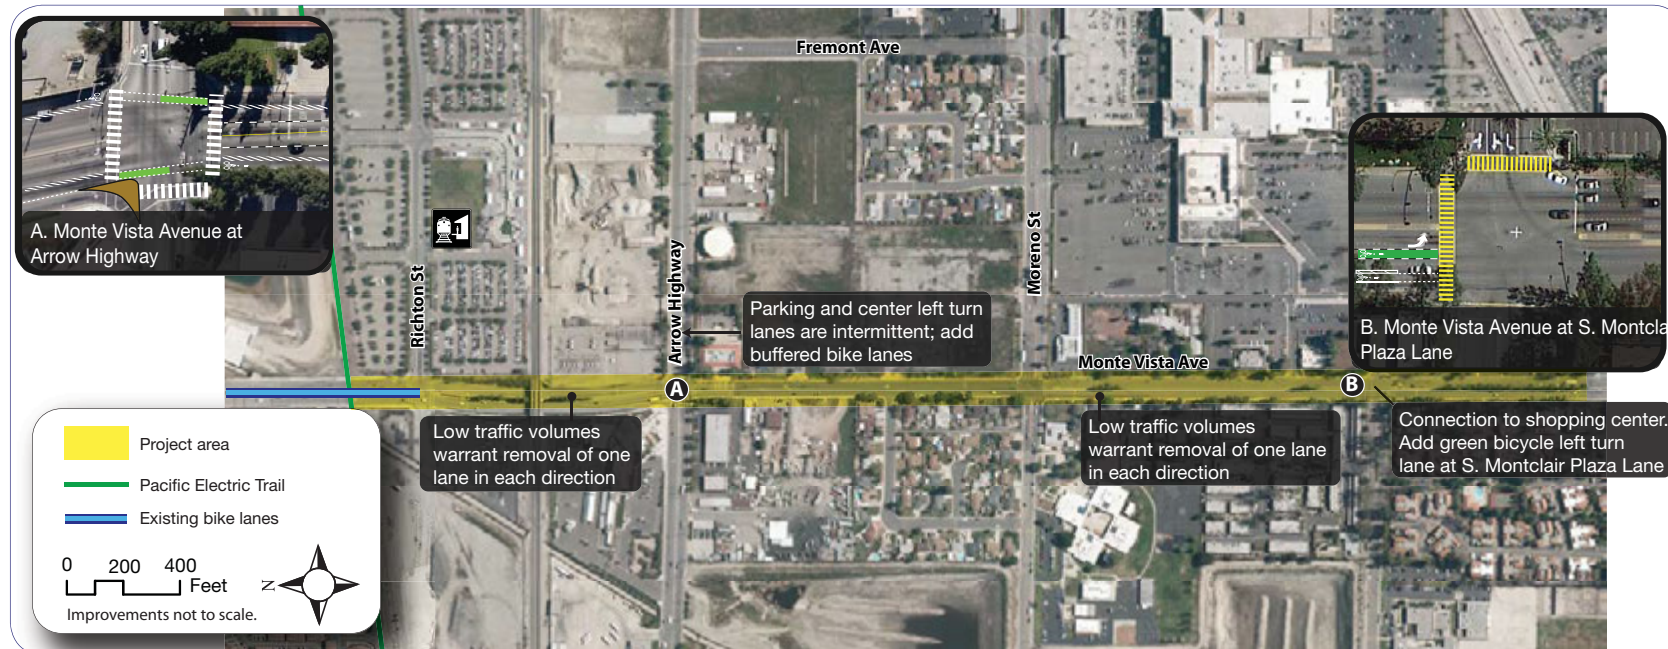 A. Monte Vista Avenue at
Arrow Highway
Fremont Ave
Richton St
Arrow Highway
Moreno St
Monte Vista Ave
Parking and center left turn
lanes are intermittent; add
buffered bike lanes
B. Monte Vista Avenue at S. Montcla
Plaza Lane
A
B
Low traffic volumes
warrant removal of one
lane in each direction
Low traffic volumes
warrant removal of one lane
in each direction
Connection to shopping center.
Add green bicycle left turn
lane at S. Montclair Plaza Lane
Project area
Pacific Electric Trail
Existing bike lanes
0 200 400
Feet
N
Improvements not to scale.